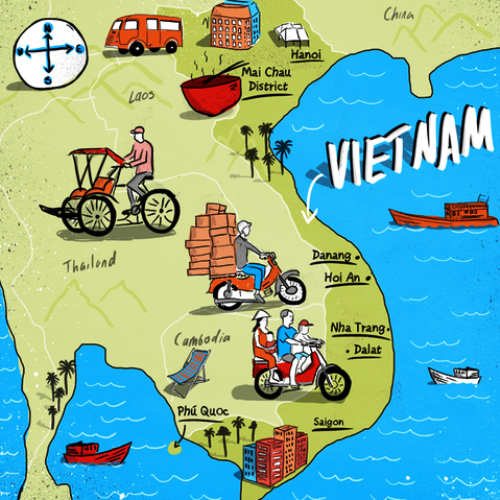 China
N
Hanoi
Mai Chau
District
Laos
VIETNAM
Thailand
Danang
Hoi An
Nha Trang
Dalat
Cambodia
Phú Quoc
Saigon